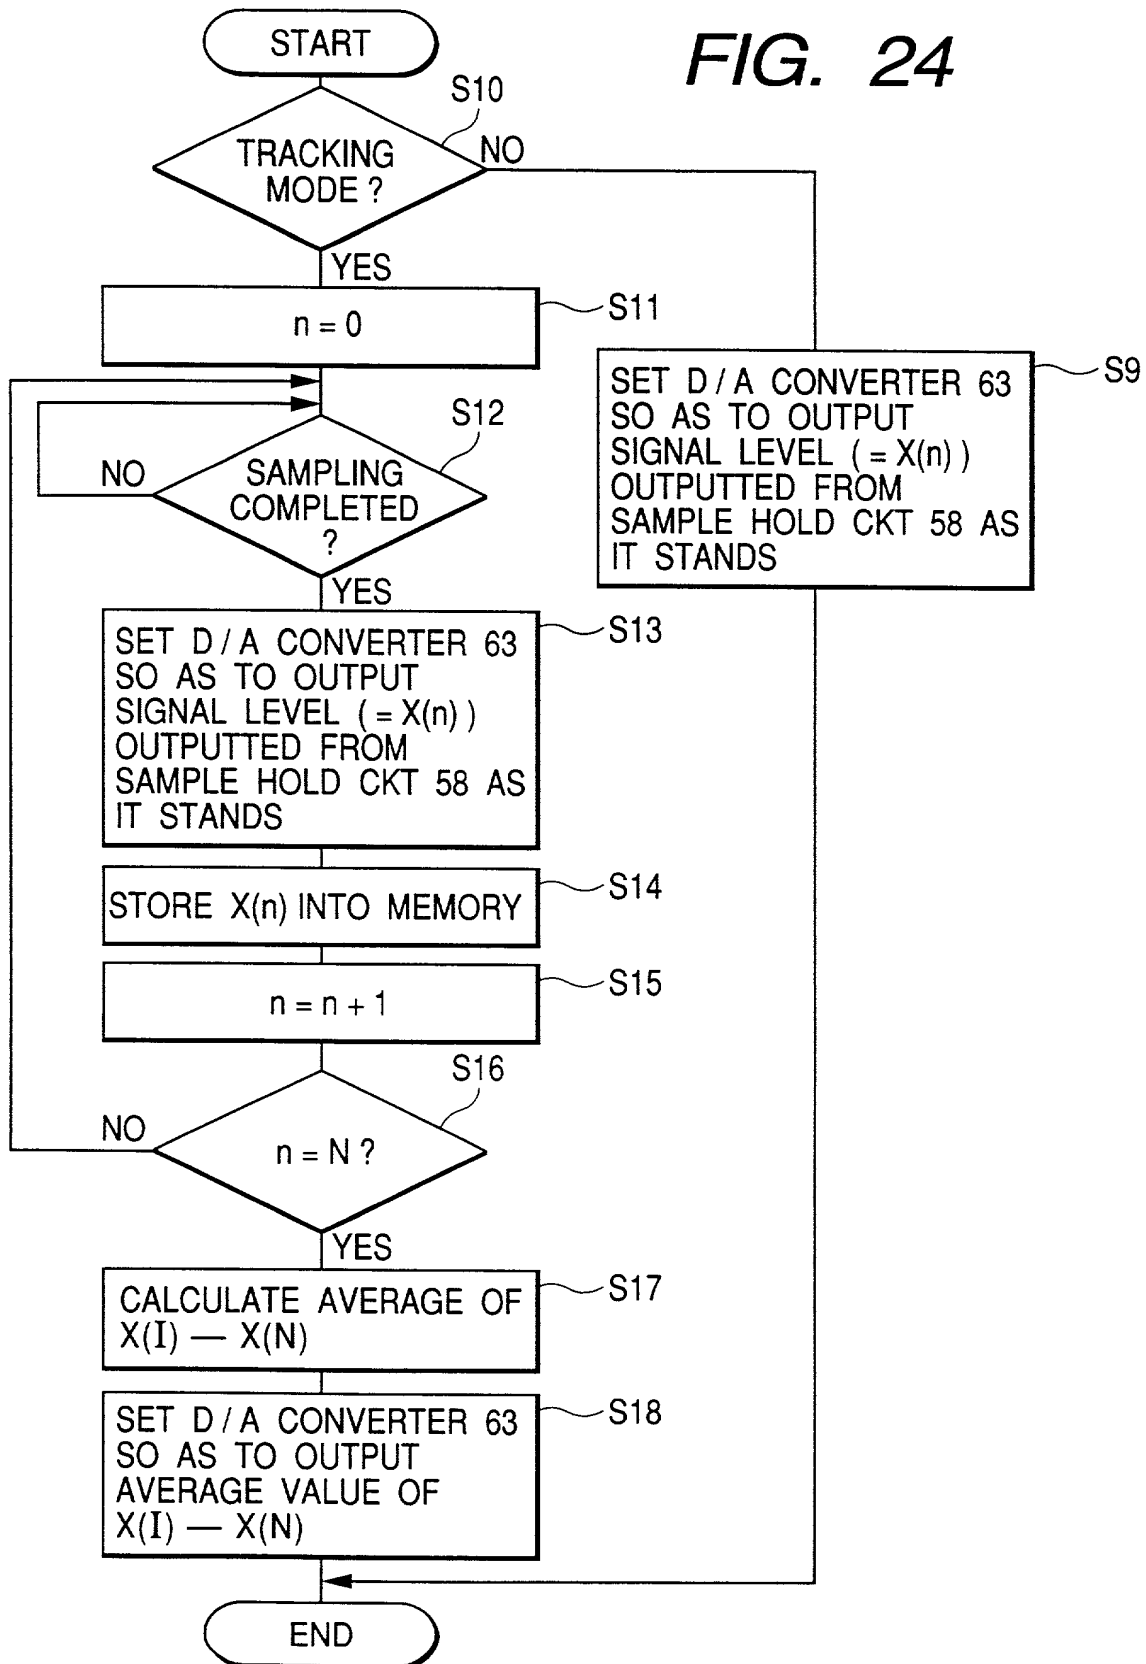 FIG. 24
START
S10
TRACKING
MODE ?
NO
YES
n = 0
S11
S12
NO
SAMPLING
COMPLETED
?
YES
SET D / A CONVERTER 63
SO AS TO OUTPUT
SIGNAL LEVEL ( = X(n) )
OUTPUTTED FROM
SAMPLE HOLD CKT 58 AS
IT STANDS
S9
SET D / A CONVERTER 63
SO AS TO OUTPUT
SIGNAL LEVEL ( = X(n) )
OUTPUTTED FROM
SAMPLE HOLD CKT 58 AS
IT STANDS
S13
STORE X(n) INTO MEMORY
S14
n = n + 1
S15
S16
NO
n = N ?
YES
CALCULATE AVERAGE OF
X(I) — X(N)
S17
SET D / A CONVERTER 63
SO AS TO OUTPUT
AVERAGE VALUE OF
X(I) — X(N)
S18
END